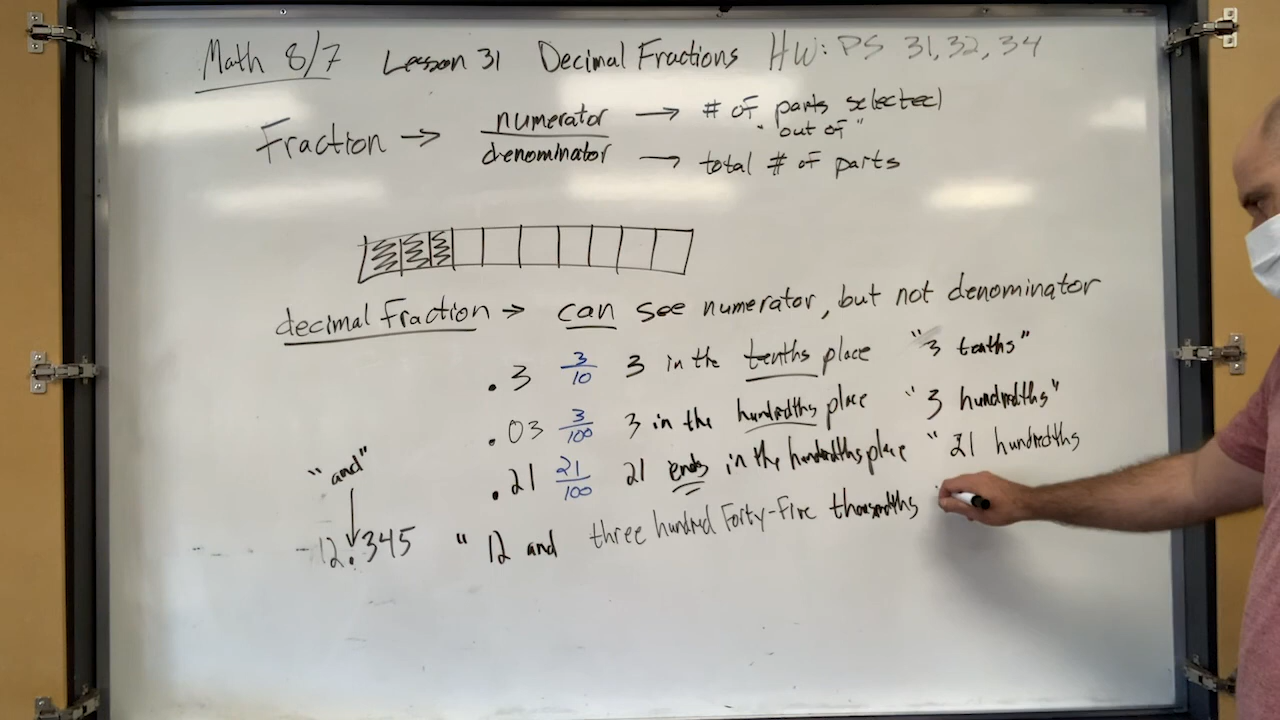 Math 8/7 Lesson 31 Decimal Fractions HW: PS 31, 32, 34
Fraction → numerator → # of parts selected
"out of"
denominator → total # of parts
decimal fraction → can see numerator, but not denominator
.3 3/10 3 in the tenths place "3 tenths"
.03 3/100 3 in the hundredths place "3 hundredths"
.21 21/100 21 ends in the hundredths place "21 hundredths
"and"
12.345 "12 and three hundred forty-five thousandths "